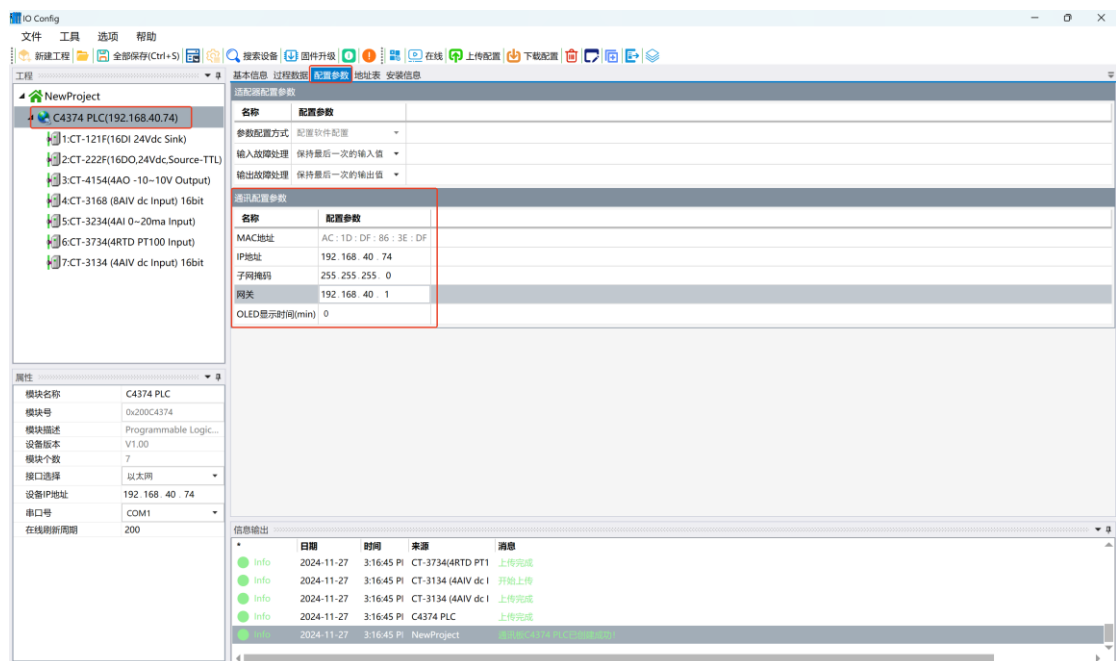 IO Config
文件 工具 选项 帮助
新建工程 全部保存(Ctrl+S) 搜索设备 固件升级 在线 上传配置 下载配置
工程
NewProject
C4374 PLC(192.168.40.74)
1:CT-121F(16DI 24Vdc Sink)
2:CT-222F(16DO,24Vdc,Source-TTL)
3:CT-4154(4AO -10~10V Output)
4:CT-3168 (8AIV dc Input) 16bit
5:CT-3234(4AI 0~20ma Input)
6:CT-3734(4RTD PT100 Input)
7:CT-3134 (4AIV dc Input) 16bit
基本信息 过程数据 配置参数 地址表 安装信息
适配器配置参数
名称 配置参数
参数配置方式 配置软件配置
输入故障处理 保持最后一次的输入值
输出故障处理 保持最后一次的输出值
通讯配置参数
名称 配置参数
MAC地址 AC : 1D : DF : 86 : 3E : DF
IP地址 192 . 168 . 40 . 74
子网掩码 255 . 255 . 255 . 0
网关 192 . 168 . 40 . 1
OLED显示时间(min) 0
属性
模块名称 C4374 PLC
模块号 0x200C4374
模块描述 Programmable Logic...
设备版本 V1.00
模块个数 7
接口选择 以太网
设备IP地址 192 . 168 . 40 . 74
串口号 COM1
在线刷新周期 200
信息输出
* 日期 时间 来源 消息
Info 2024-11-27 3:16:45 PI CT-3734(4RTD PT1 上传完成
Info 2024-11-27 3:16:45 PI CT-3134 (4AIV dc I 开始上传
Info 2024-11-27 3:16:45 PI CT-3134 (4AIV dc I 上传完成
Info 2024-11-27 3:16:45 PI C4374 PLC 上传完成
Info 2024-11-27 3:16:45 PI NewProject 通讯板C4374 PLC已创建成功!